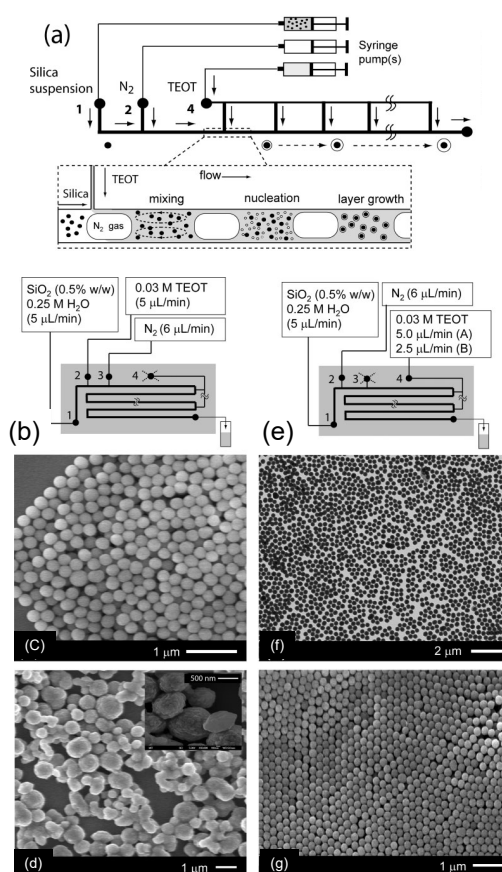 (a)
Silica
suspension
N2
TEOT
Syringe
pump(s)
1
2
4
Silica
TEOT
flow
mixing
nucleation
layer growth
N2 gas
SiO2 (0.5% w/w)
0.25 M H2O
(5 μL/min)
0.03 M TEOT
(5 μL/min)
N2 (6 μL/min)
2
3
4
1
(b)
SiO2 (0.5% w/w)
0.25 M H2O
(5 μL/min)
N2 (6 μL/min)
0.03 M TEOT
5.0 μL/min (A)
2.5 μL/min (B)
2
3
4
1
(e)
(C)
1 μm
(f)
2 μm
500 nm
(d)
1 μm
(g)
1 μm